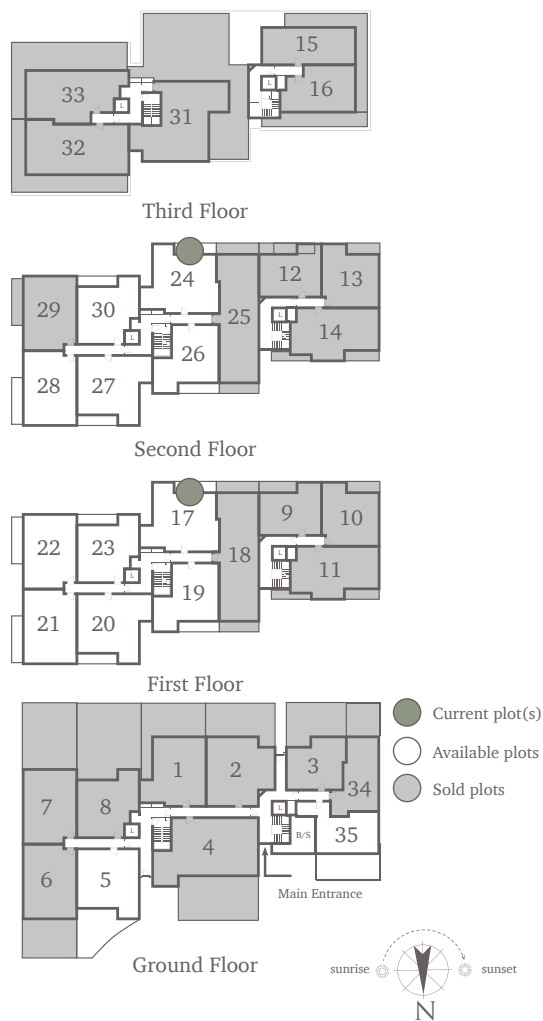 15
33
16
31
32
L
L
Third Floor
24
12
13
29
30
25
14
26
28
27
L
L
Second Floor
17
9
10
22
23
18
11
19
21
20
L
L
First Floor
Current plot(s)
Available plots
Sold plots
1
2
3
34
7
8
35
4
B/S
6
5
L
L
Main Entrance
Ground Floor
sunrise
sunset
N